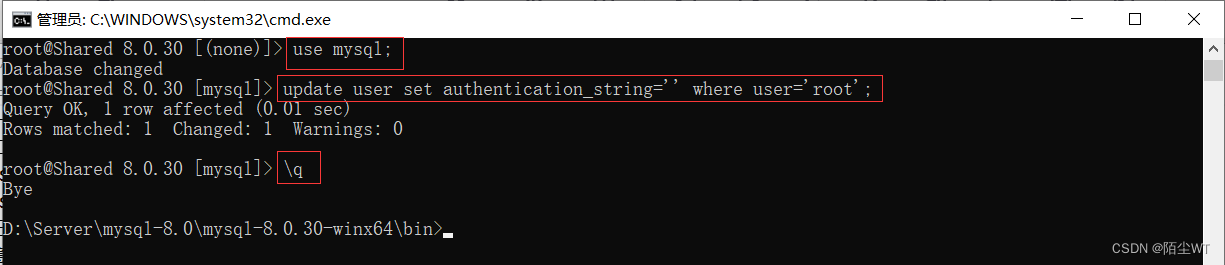 管理员: C:\WINDOWS\system32\cmd.exe
root@Shared 8.0.30 [(none)]> use mysql;
Database changed
root@Shared 8.0.30 [mysql]> update user set authentication_string='' where user='root';
Query OK, 1 row affected (0.01 sec)
Rows matched: 1  Changed: 1  Warnings: 0
root@Shared 8.0.30 [mysql]> \q
Bye
D:\Server\mysql-8.0\mysql-8.0.30-winx64\bin>
CSDN @陌尘WT